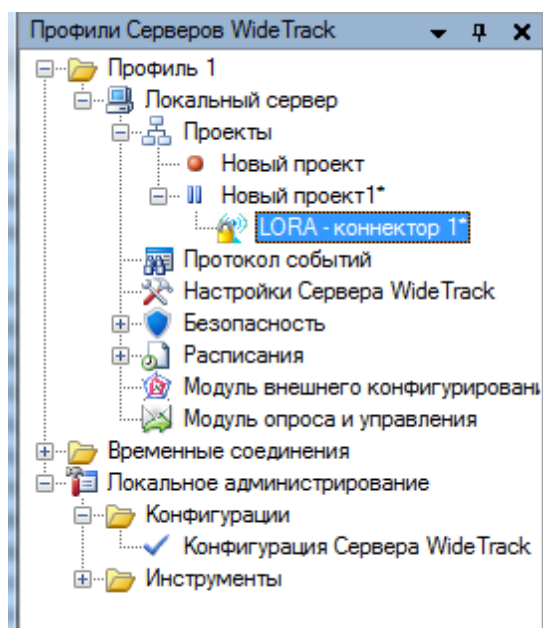 Профили Серверов WideTrack
Профиль 1
Локальный сервер
Проекты
Новый проект
Новый проект1*
LORA - коннектор 1*
Протокол событий
Настройки Сервера WideTrack
Безопасность
Расписания
Модуль внешнего конфигурировани
Модуль опроса и управления
Временные соединения
Локальное администрирование
Конфигурации
Конфигурация Сервера WideTrack
Инструменты